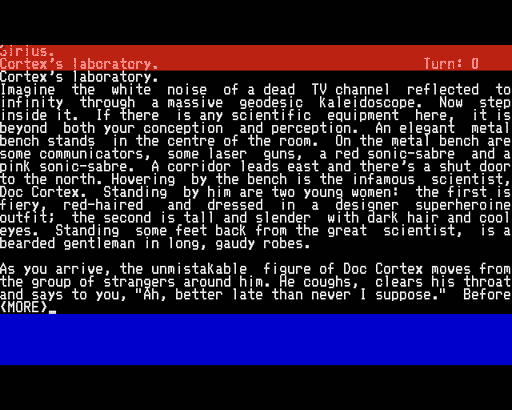 Sirius.
Cortex's laboratory. Turn: 0
Cortex's laboratory.
Imagine the white noise of a dead TV channel reflected to
infinity through a massive geodesic kaleidoscope. Now step
inside it. If there is any scientific equipment here, it is
beyond both your conception and perception. An elegant metal
bench stands in the centre of the room. On the metal bench are
some communicators, some laser guns, a red sonic-sabre and a
pink sonic-sabre. A corridor leads east and there's a shut door
to the north. Hovering by the bench is the infamous scientist,
Doc Cortex. Standing by him are two young women: the first is
fiery, red-haired and dressed in a designer superheroine
outfit; the second is tall and slender with dark hair and cool
eyes. Standing some feet back from the great scientist, is a
bearded gentleman in long, gaudy robes.
As you arrive, the unmistakable figure of Doc Cortex moves from
the group of strangers around him. He coughs, clears his throat
and says to you, "Ah, better late than never I suppose." Before
(MORE)_